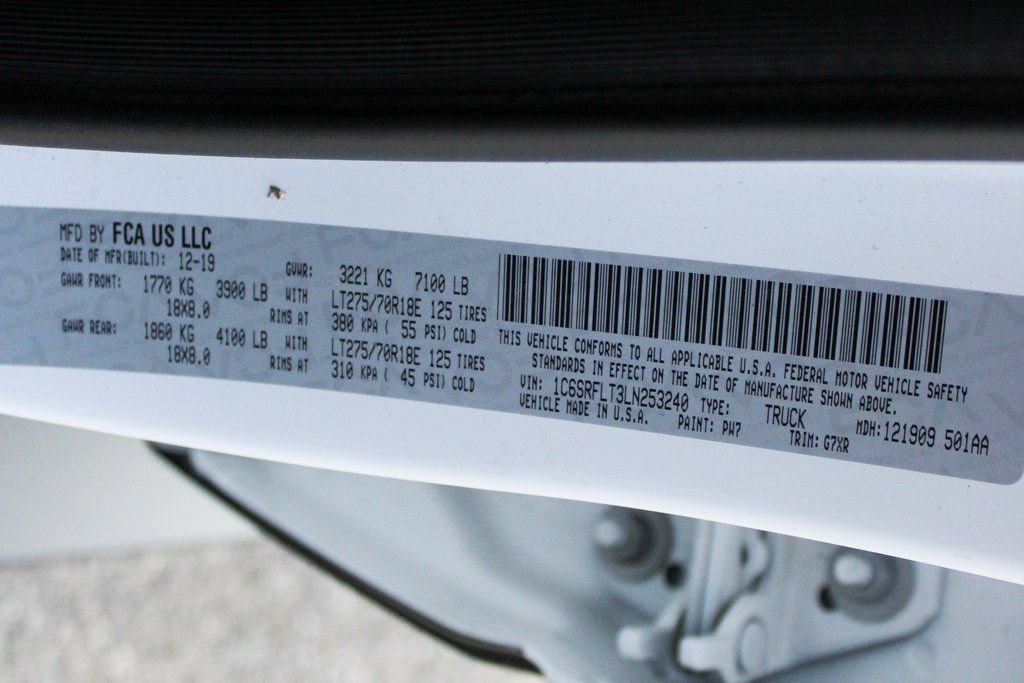 MFD BY FCA US LLC
DATE OF MFR(BUILT): 12-19 GVWR: 3221 KG 7100 LB
GAWR FRONT: 1770 KG 3900 LB WITH LT275/70R18E 125 TIRES
18X8.0 RIMS AT 380 KPA ( 55 PSI) COLD
GAWR REAR: 1860 KG 4100 LB WITH LT275/70R18E 125 TIRES
18X8.0 RIMS AT 310 KPA ( 45 PSI) COLD
THIS VEHICLE CONFORMS TO ALL APPLICABLE U.S.A. FEDERAL MOTOR VEHICLE SAFETY
STANDARDS IN EFFECT ON THE DATE OF MANUFACTURE SHOWN ABOVE.
VIN: 1C6SRFLT3LN253240 TYPE: TRUCK MDH: 121909 501AA
VEHICLE MADE IN U.S.A. PAINT: PW7 TRIM: G7XR